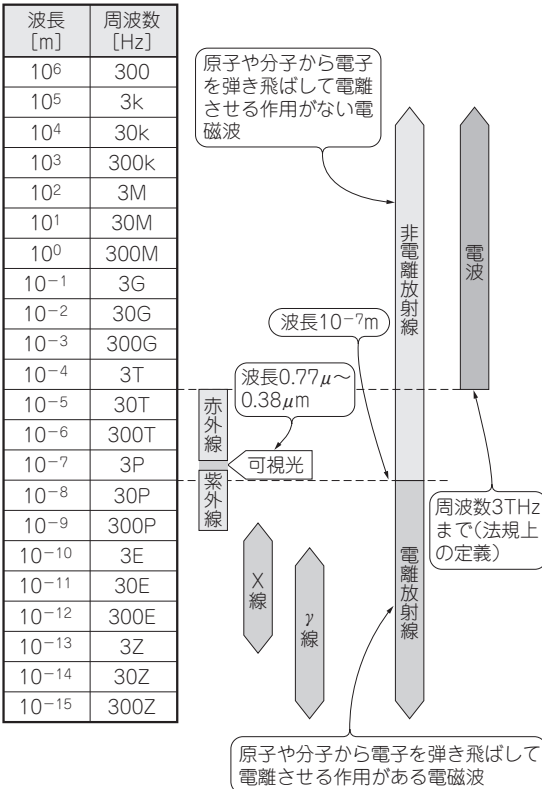 波長
[m]
周波数
[Hz]
10⁶ 300
10⁵ 3k
10⁴ 30k
10³ 300k
10² 3M
10¹ 30M
10⁰ 300M
10⁻¹ 3G
10⁻² 30G
10⁻³ 300G
10⁻⁴ 3T
10⁻⁵ 30T
10⁻⁶ 300T
10⁻⁷ 3P
10⁻⁸ 30P
10⁻⁹ 300P
10⁻¹⁰ 3E
10⁻¹¹ 30E
10⁻¹² 300E
10⁻¹³ 3Z
10⁻¹⁴ 30Z
10⁻¹⁵ 300Z
原子や分子から電子
を弾き飛ばして電離
させる作用がない電
磁波
非電離放射線
電波
波長10⁻⁷m
波長0.77μ～
0.38μm
赤外線
可視光
紫外線
周波数3THz
まで(法規上
の定義)
X線
γ線
電離放射線
原子や分子から電子を弾き飛ばして
電離させる作用がある電磁波